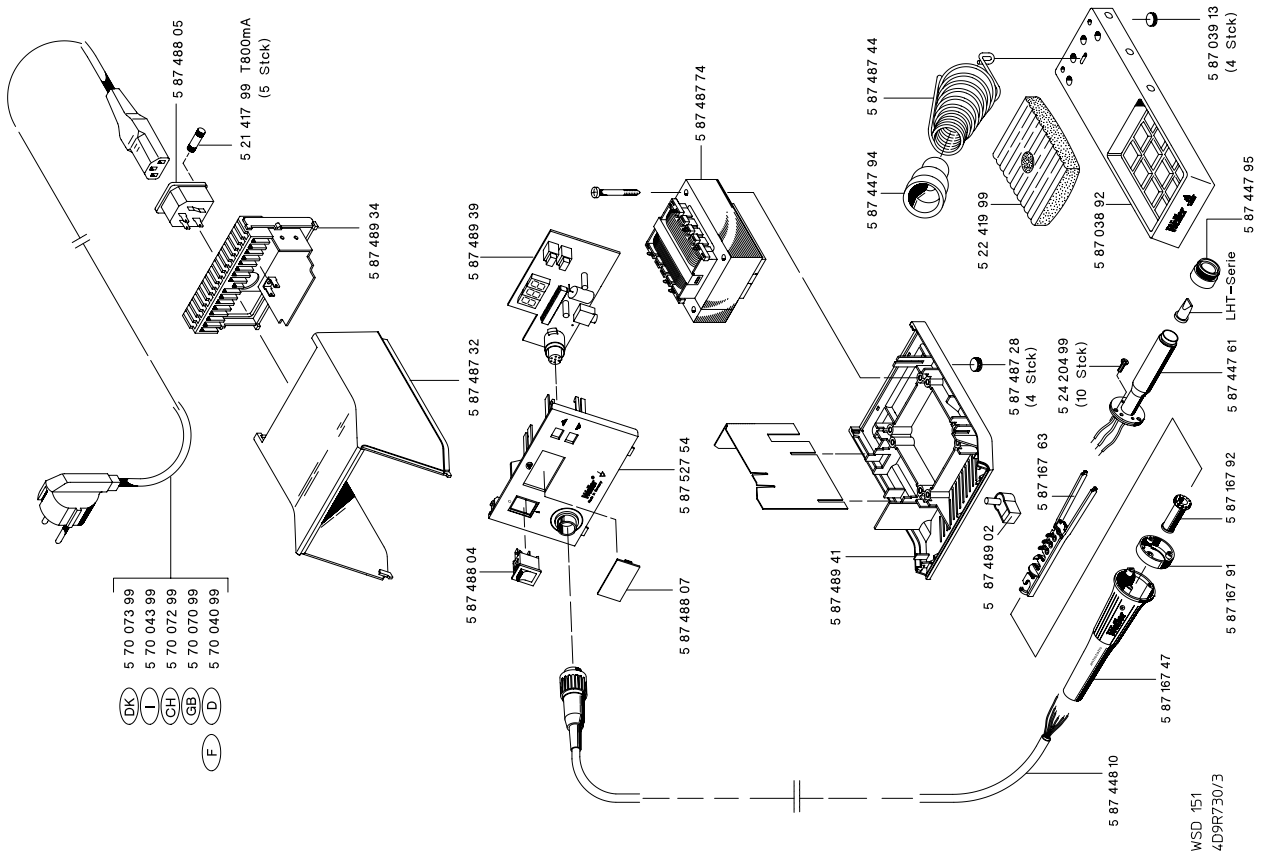 DK 5 70 073 99
I 5 70 043 99
CH 5 70 072 99
GB 5 70 070 99
F D 5 70 040 99
5 87 488 05
5 21 417 99 T800mA
(5 Stck)
5 87 489 34
5 87 487 32
5 87 489 39
5 87 488 04
5 87 527 54
5 87 488 07
Weller
5 87 487 74
5 87 489 41
5 87 487 28
(4 Stck)
5 87 489 02
5 87 487 44
5 87 447 94
5 22 419 99
5 87 038 92
Weller
5 87 039 13
(4 Stck)
5 87 447 95
LHT-Serie
5 24 204 99
(10 Stck)
5 87 447 61
5 87 167 63
5 87 167 92
5 87 167 91
Weller
5 87 167 47
5 87 448 10
WSD 151
4D9R730/3